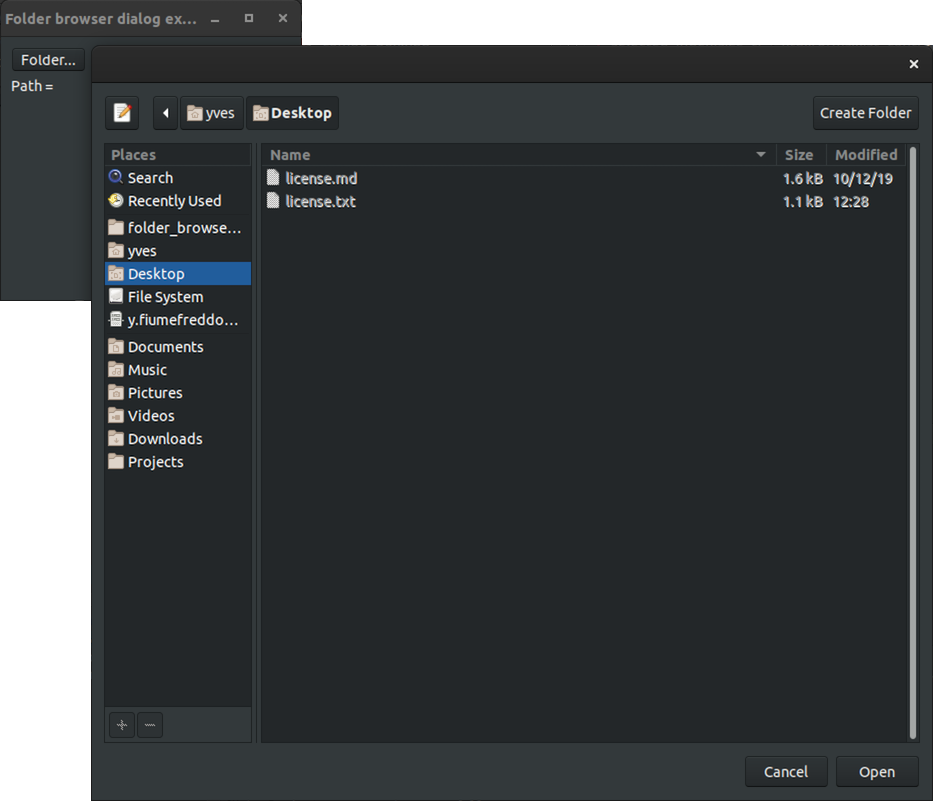 Folder browser dialog ex...
Folder...
Path =
yves
Desktop
Create Folder
Places
Search
Recently Used
folder_browse...
yves
Desktop
File System
y.fiumefreddo...
Documents
Music
Pictures
Videos
Downloads
Projects
Name Size Modified
license.md 1.6 kB 10/12/19
license.txt 1.1 kB 12:28
Cancel
Open